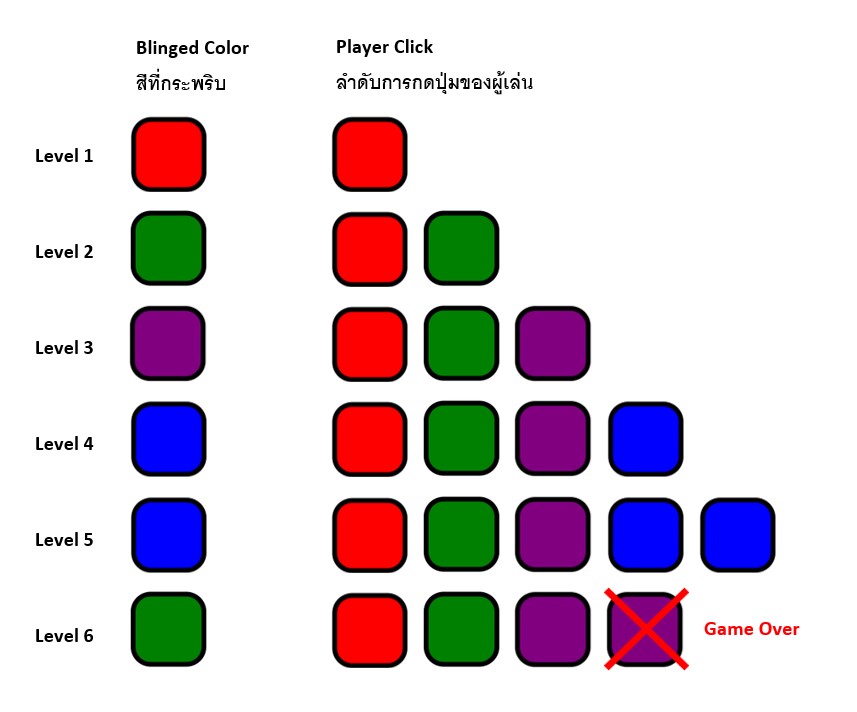 Blinged Color
Player Click
สีที่กระพริบ
ลำดับการกดปุ่มของผู้เล่น
Level 1
Level 2
Level 3
Level 4
Level 5
Level 6
Game Over